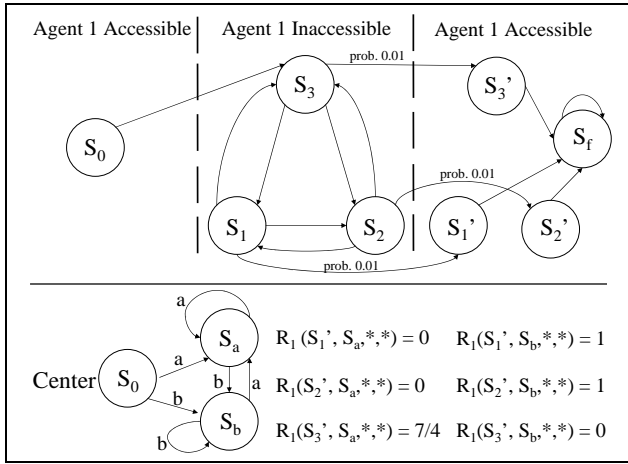 Agent 1 Accessible
Agent 1 Inaccessible
Agent 1 Accessible
prob. 0.01
S3
S3'
S0
Sf
prob. 0.01
S1
S2
S1'
S2'
prob. 0.01
a
Sa
R1 (S1', Sa,*,*) = 0
R1(S1', Sb,*,*) = 1
a
Center
S0
b
a
R1(S2', Sa,*,*) = 0
R1(S2', Sb,*,*) = 1
b
Sb
b
R1(S3', Sa,*,*) = 7/4
R1(S3', Sb,*,*) = 0